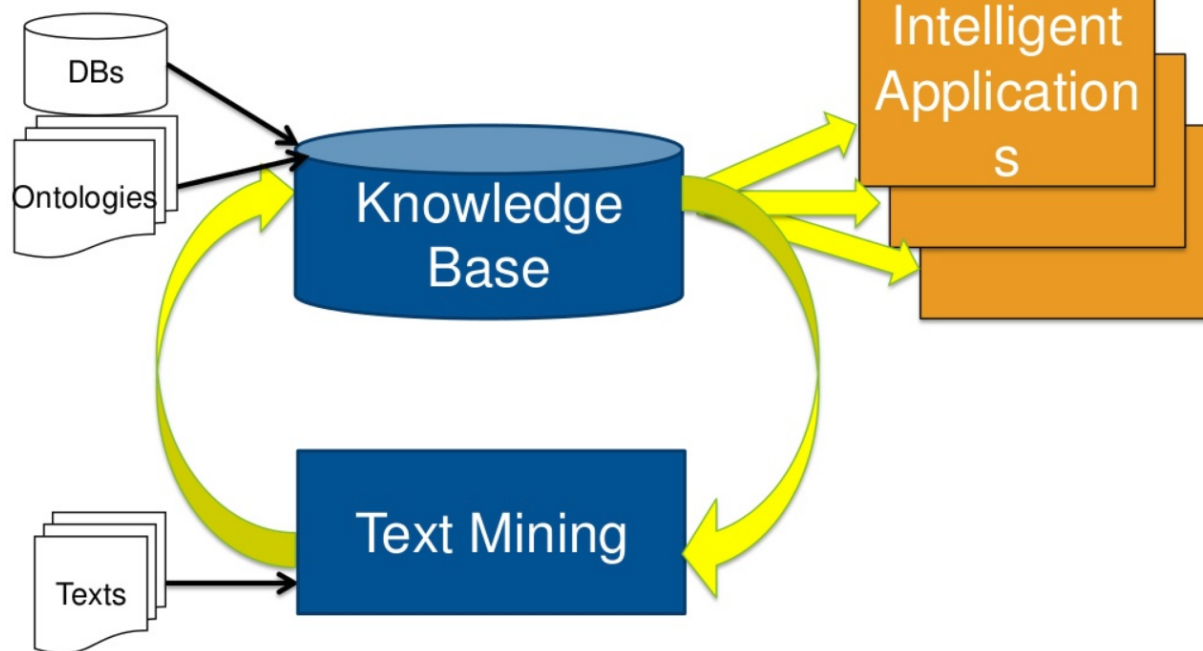 DBs
Ontologies
Knowledge
Base
Intelligent
Application
s
Text Mining
Texts